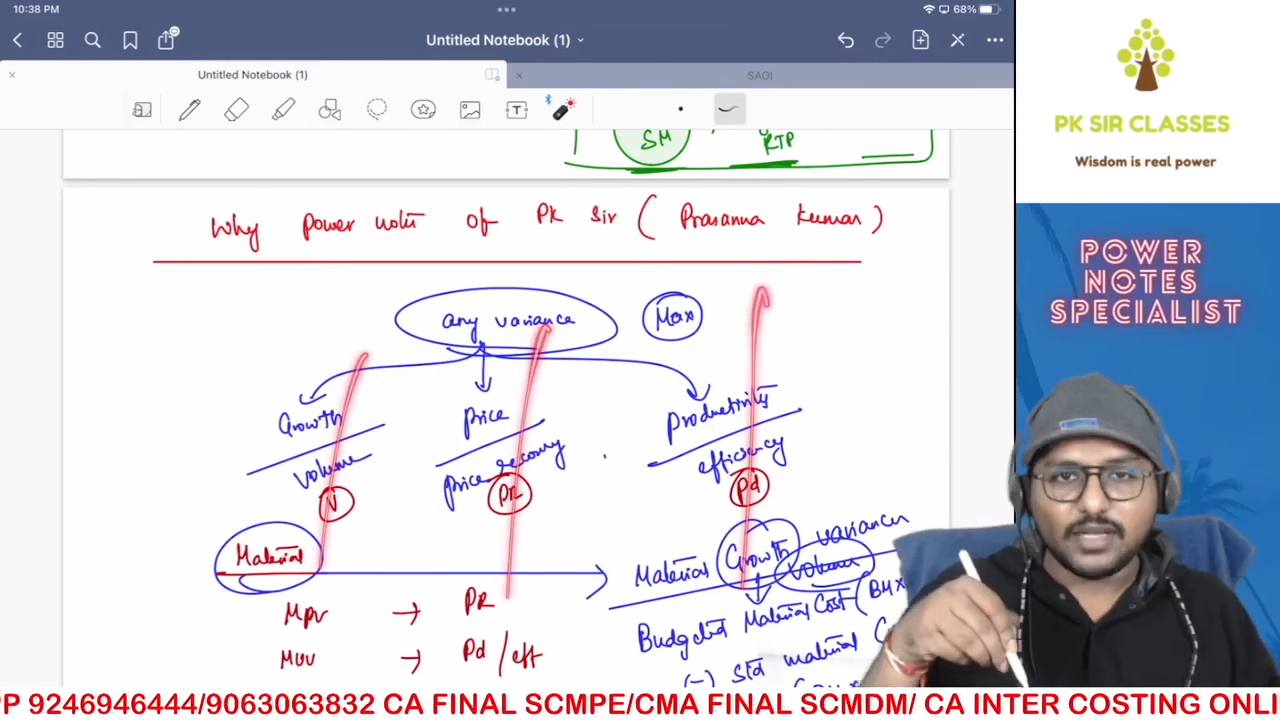 10:38 PM
68%
Untitled Notebook (1)
Untitled Notebook (1)
SAOI
SM , RTP
Why power notes of PK Sir ( Prasanna Kumar )
any variance
Max
Growth
Volume
V
price
price recovery
PR
Productivity
efficiency
Pd
Material
MPV → PR
MUV → Pd / eff
Material Growth variances
Volume
Budgeted Material Cost ( BMX
(-) Std material C
PK SIR CLASSES
Wisdom is real power
POWER
NOTES
SPECIALIST
PP 9246946444/9063063832 CA FINAL SCMPE/CMA FINAL SCMDM/ CA INTER COSTING ONLI